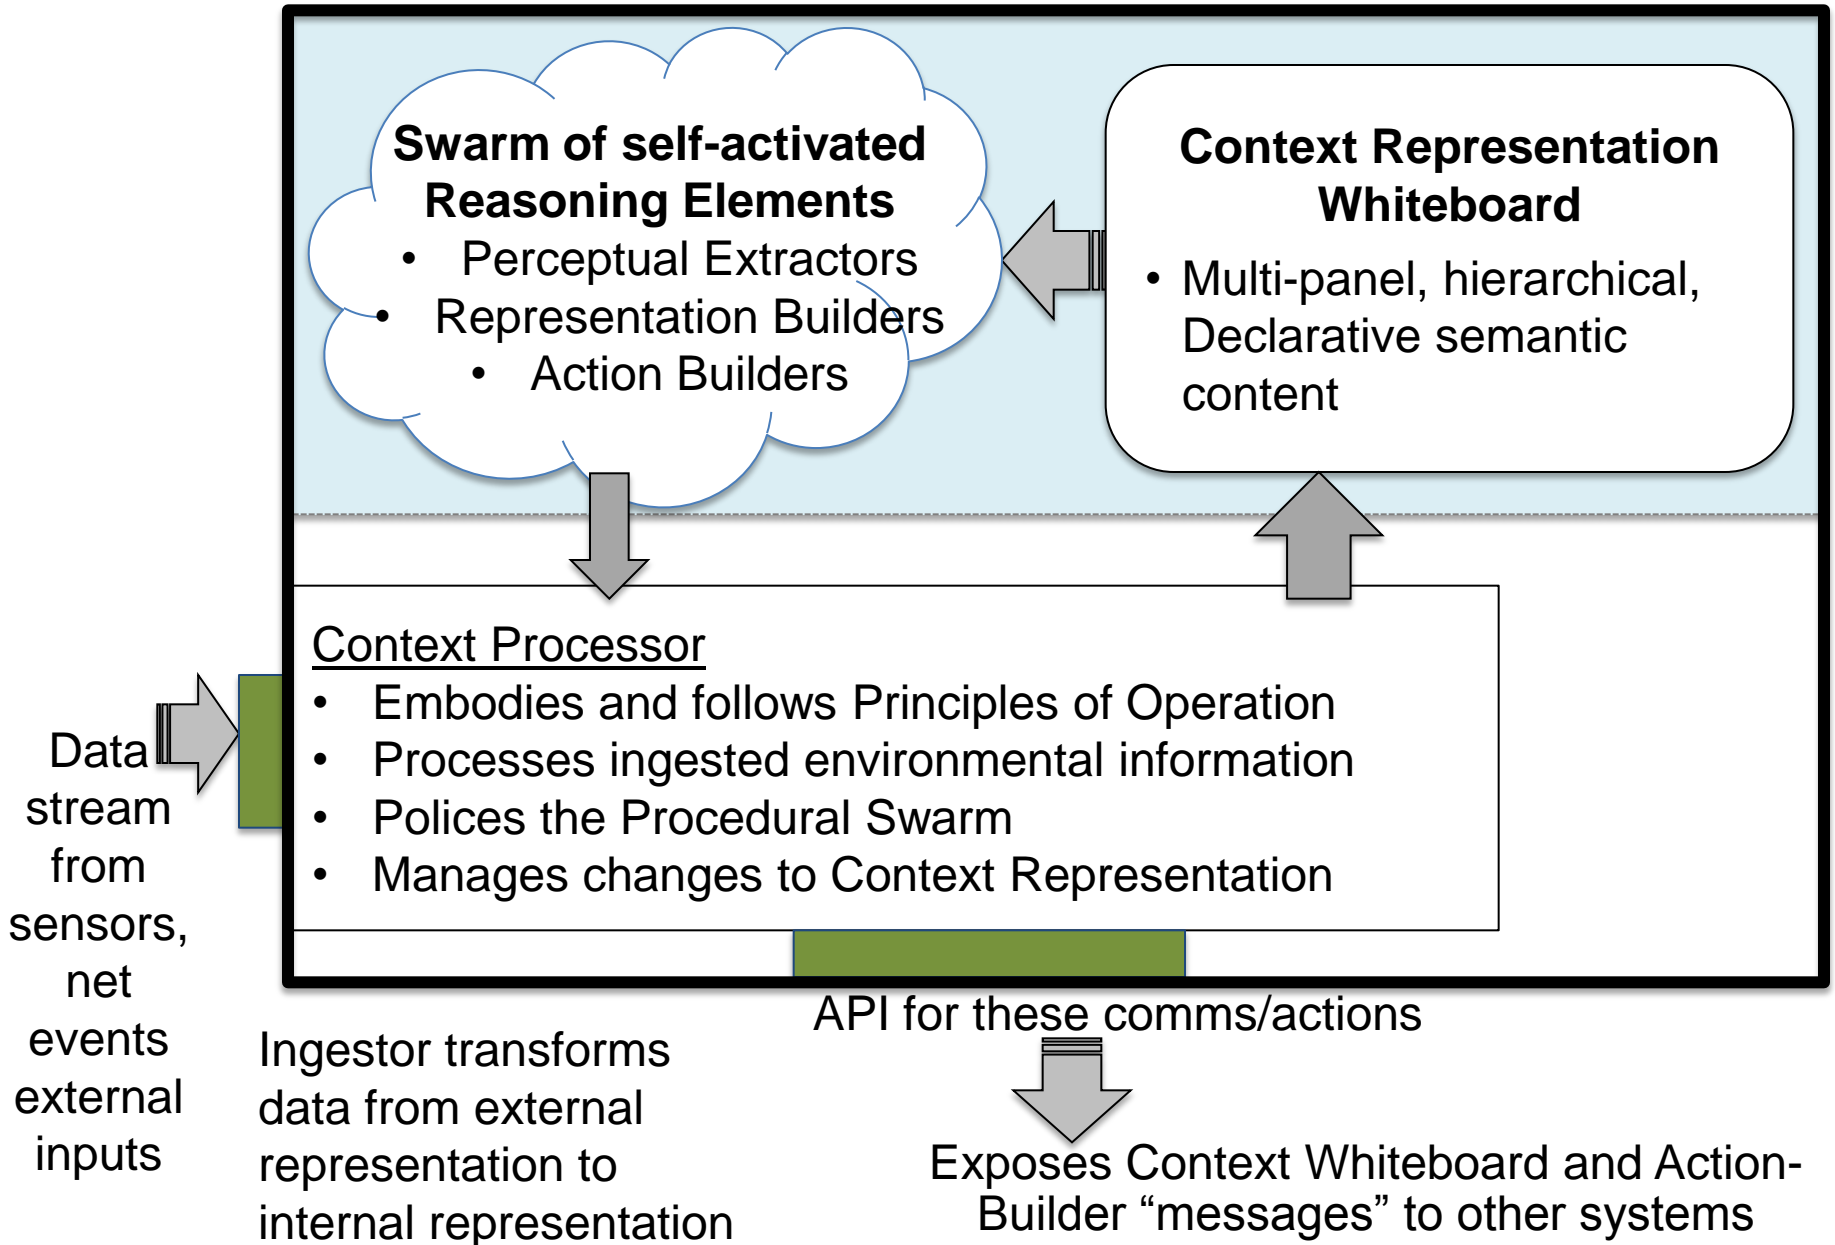 Swarm of self-activated
Reasoning Elements
• Perceptual Extractors
• Representation Builders
• Action Builders
Context Representation
Whiteboard
• Multi-panel, hierarchical,
Declarative semantic
content
Context Processor
• Embodies and follows Principles of Operation
• Processes ingested environmental information
• Polices the Procedural Swarm
• Manages changes to Context Representation
Data
stream
from
sensors,
net
events
external
inputs
Ingestor transforms
data from external
representation to
internal representation
API for these comms/actions
Exposes Context Whiteboard and Action-
Builder “messages” to other systems